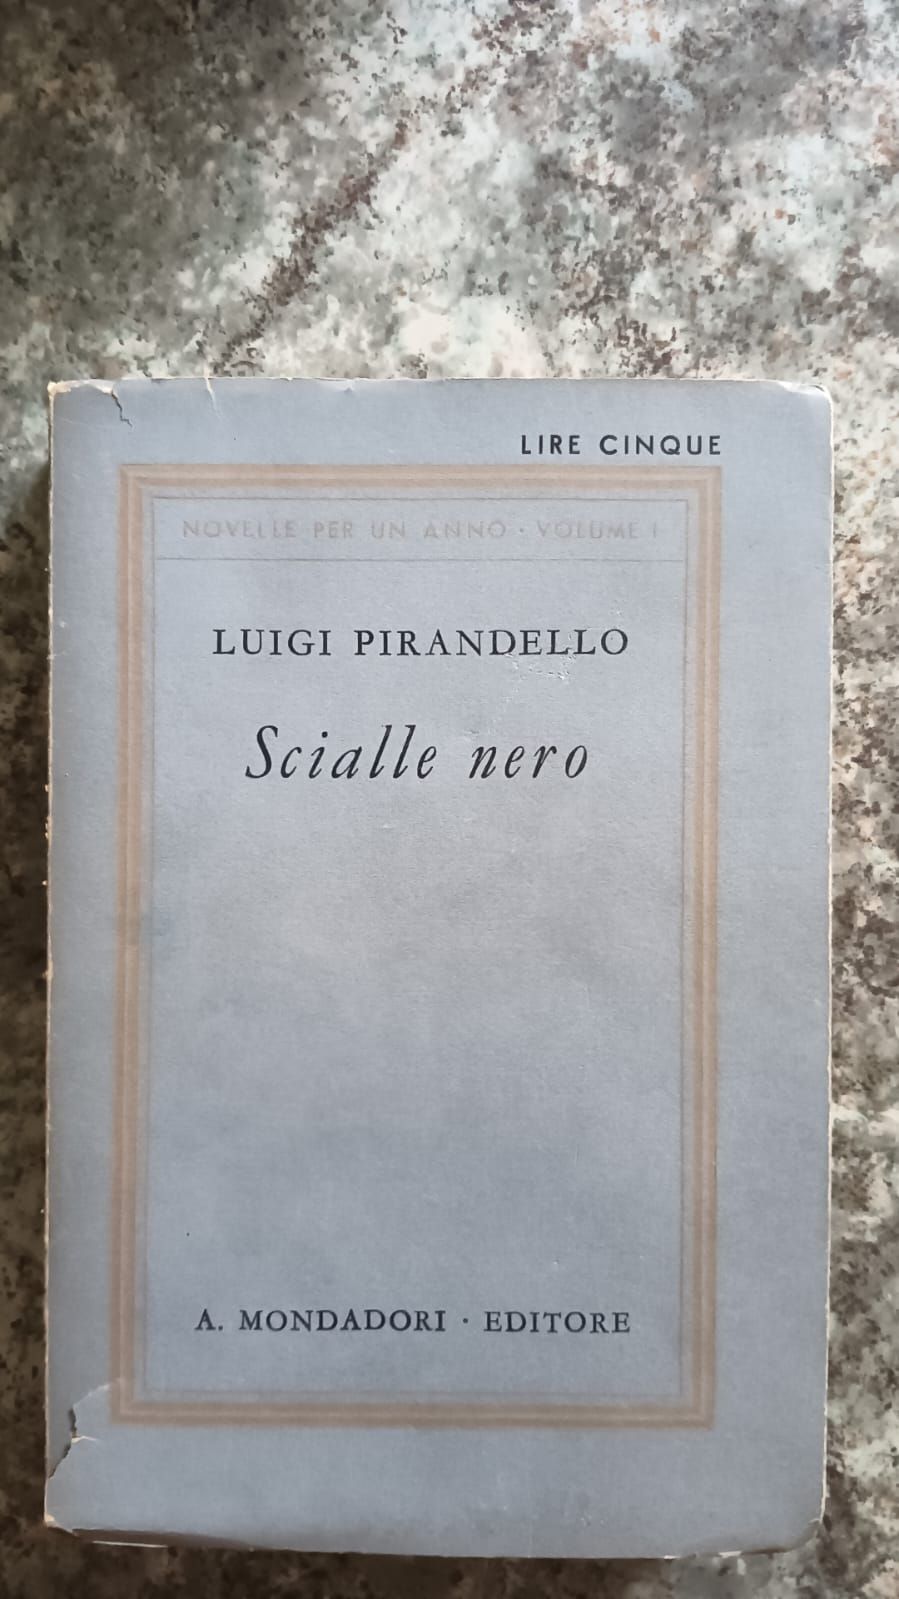 LIRE CINQUE
NOVELLE PER UN ANNO · VOLUME I
LUIGI PIRANDELLO
Scialle nero
A. MONDADORI · EDITORE